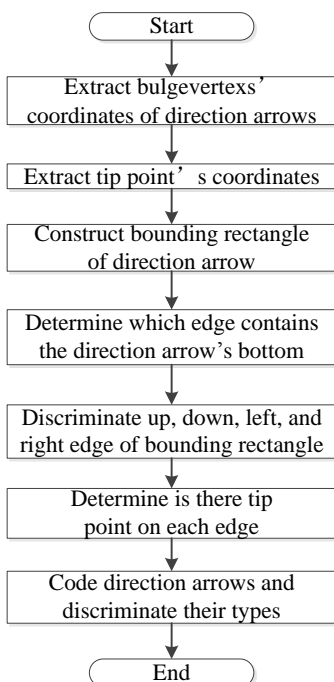 Start
Extract bulgevertexs’
coordinates of direction arrows
Extract tip point’ s coordinates
Construct bounding rectangle
of direction arrow
Determine which edge contains
the direction arrow’s bottom
Discriminate up, down, left, and
right edge of bounding rectangle
Determine is there tip
point on each edge
Code direction arrows and
discriminate their types
End